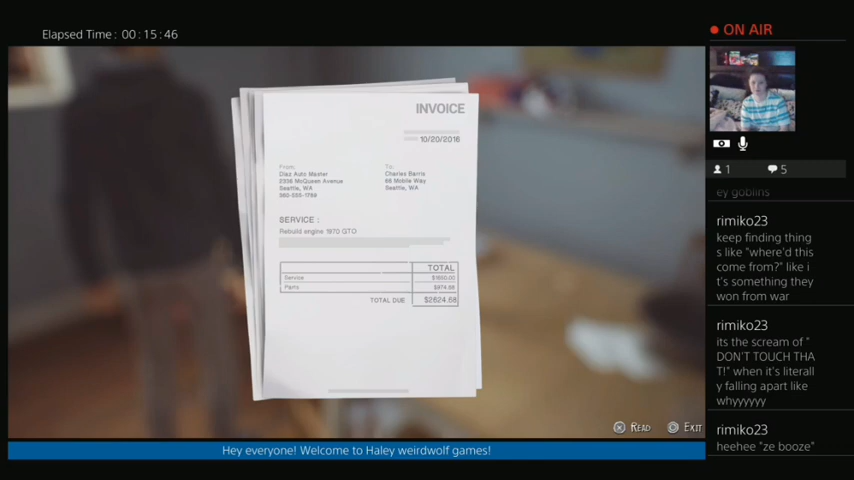 Elapsed Time : 00:15:46
ON AIR
INVOICE
10/20/2016
From:
Diaz Auto Master
2336 McQueen Avenue
Seattle, WA
To:
Charles Barris
66 Mobile Way
Seattle, WA
SERVICE :
Rebuild engine 1970 GTO
TOTAL
Service
Parts
TOTAL DUE $2624.68
Read
Exit
Hey everyone! Welcome to Haley weirdwolf games!
1
5
ey goblins
rimiko23
keep finding thing
s like "where'd this
come from?" like i
t's something they
won from war
rimiko23
its the scream of "
DON'T TOUCH THA
T!" when it's literall
y falling apart like
whyyyyyy
rimiko23
heehee "ze booze"